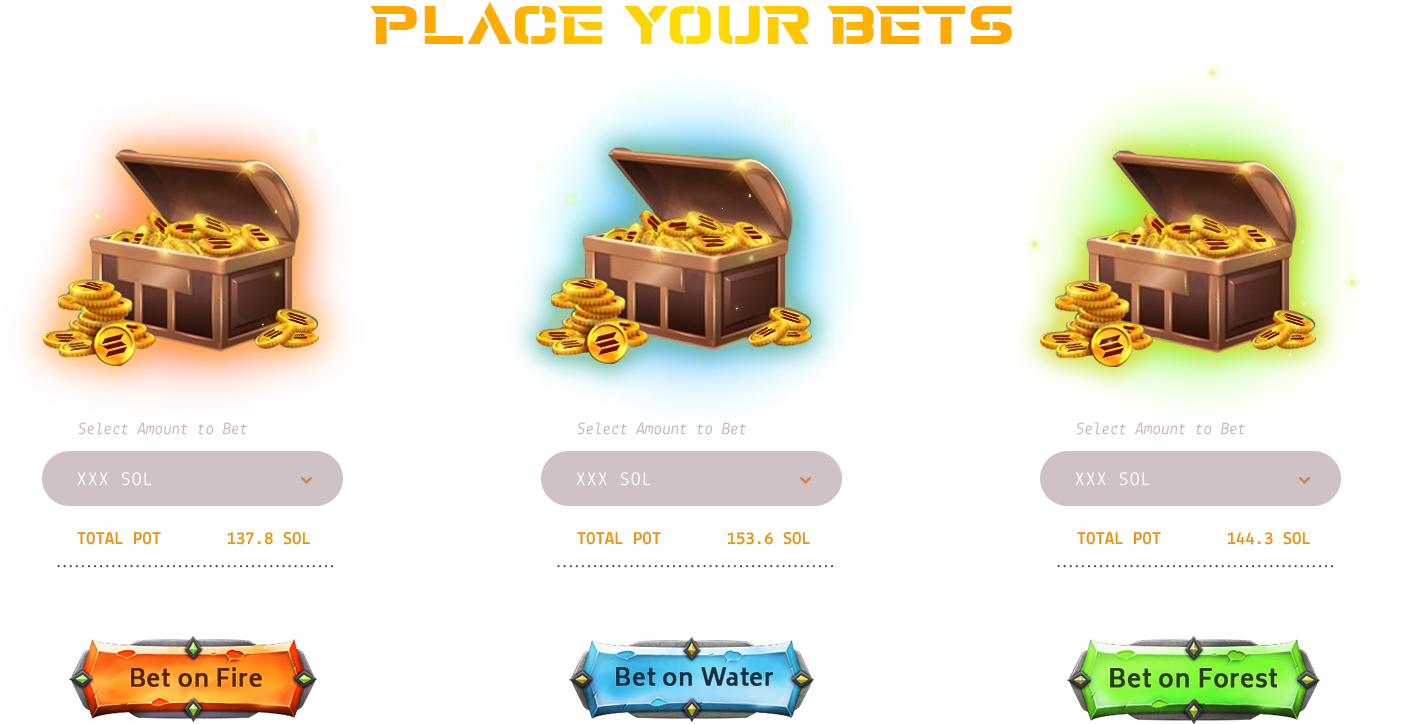 PLACE YOUR BETS
Select Amount to Bet
XXX SOL
TOTAL POT 137.8 SOL
Bet on Fire
Select Amount to Bet
XXX SOL
TOTAL POT 153.6 SOL
Bet on Water
Select Amount to Bet
XXX SOL
TOTAL POT 144.3 SOL
Bet on Forest